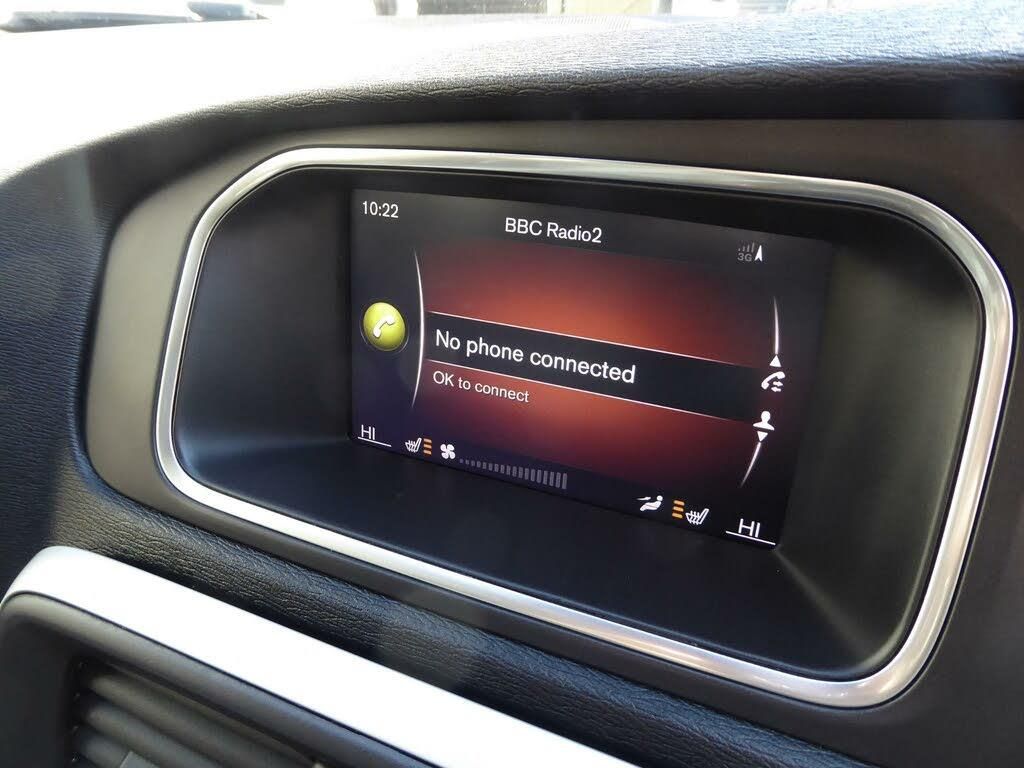 10:22
BBC Radio2
3G
No phone connected
OK to connect
HI
HI